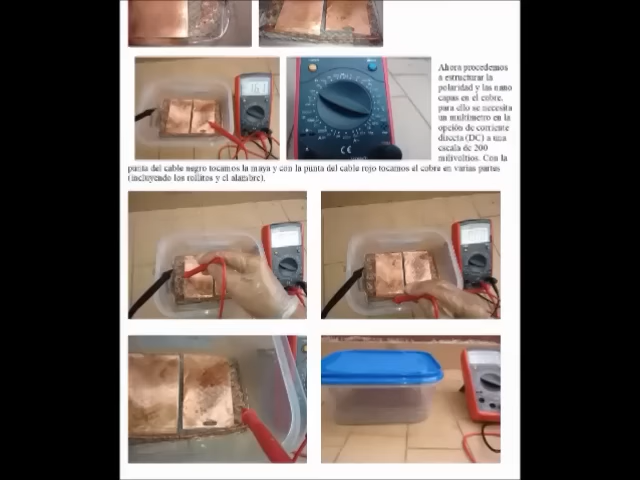 Ahora procedemos
a estructurar la
polaridad y las nano
capas en el cobre,
para ello se necesita
un multímetro en la
opción de corriente
directa (DC) a una
escala de 200
milivoltios. Con la
punta del cable negro tocamos la maya y con la punta del cable rojo tocamos el cobre en varias partes
(incluyendo los rollitos y el alambre).
CE